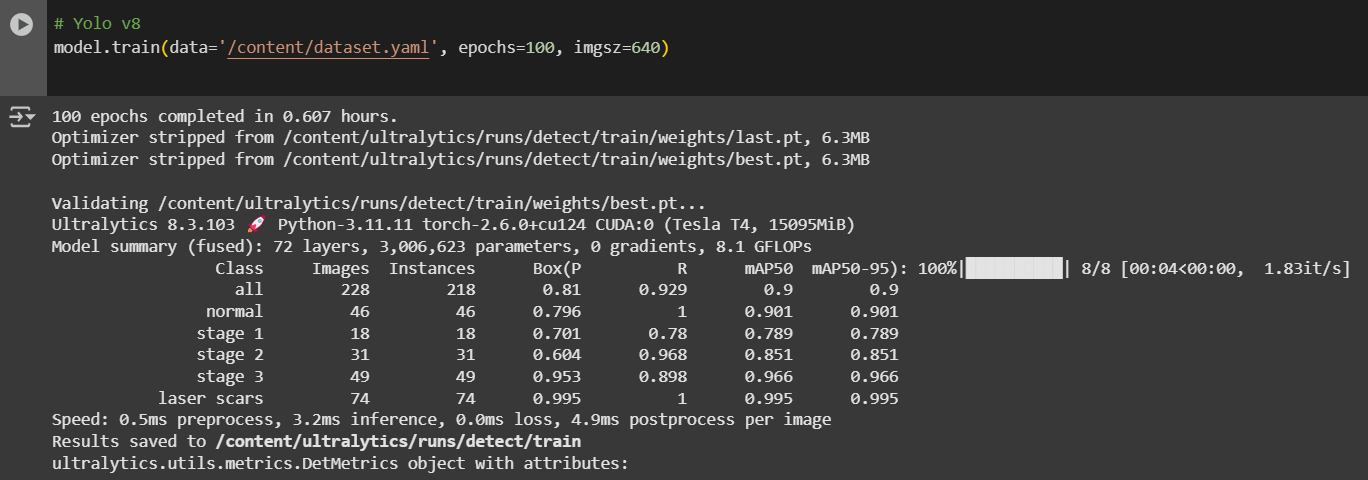 # Yolo v8
model.train(data='/content/dataset.yaml', epochs=100, imgsz=640)
100 epochs completed in 0.607 hours.
Optimizer stripped from /content/ultralytics/runs/detect/train/weights/last.pt, 6.3MB
Optimizer stripped from /content/ultralytics/runs/detect/train/weights/best.pt, 6.3MB
Validating /content/ultralytics/runs/detect/train/weights/best.pt...
Ultralytics 8.3.103 🚀 Python-3.11.11 torch-2.6.0+cu124 CUDA:0 (Tesla T4, 15095MiB)
Model summary (fused): 72 layers, 3,006,623 parameters, 0 gradients, 8.1 GFLOPs
Class Images Instances Box(P R mAP50 mAP50-95): 100%|██████████| 8/8 [00:04<00:00, 1.83it/s]
all 228 218 0.81 0.929 0.9 0.9
normal 46 46 0.796 1 0.901 0.901
stage 1 18 18 0.701 0.78 0.789 0.789
stage 2 31 31 0.604 0.968 0.851 0.851
stage 3 49 49 0.953 0.898 0.966 0.966
laser scars 74 74 0.995 1 0.995 0.995
Speed: 0.5ms preprocess, 3.2ms inference, 0.0ms loss, 4.9ms postprocess per image
Results saved to /content/ultralytics/runs/detect/train
ultralytics.utils.metrics.DetMetrics object with attributes: